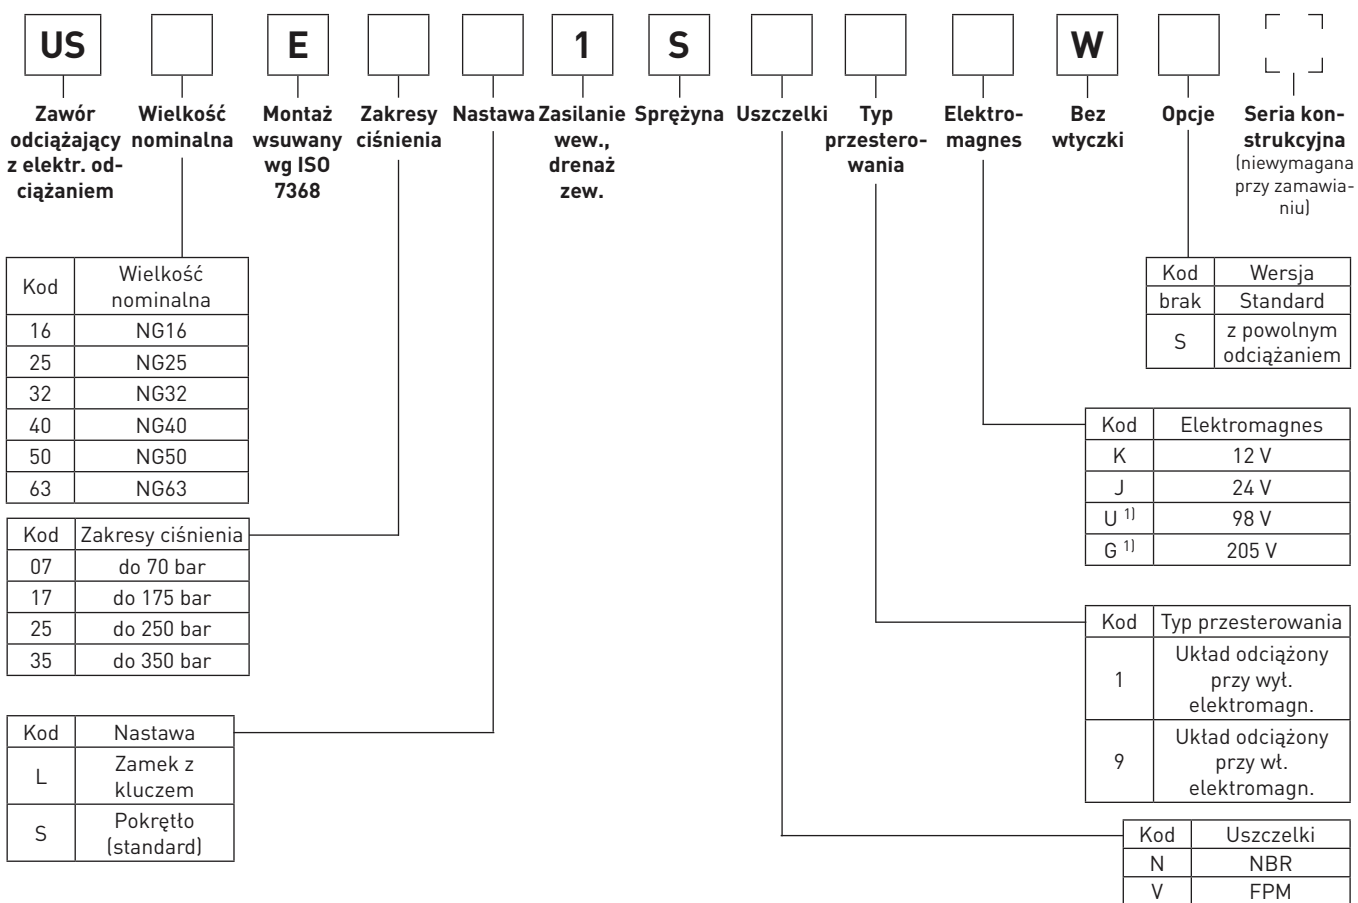 US E 1 S W
Zawór
odciążający
z elektr. od-
ciążaniem
Wielkość
nominalna
Montaż
wsuwany
wg ISO
7368
Zakresy
ciśnienia
Nastawa
Zasilanie
wew.,
drenaż
zew.
Sprężyna
Uszczelki
Typ
przestero-
wania
Elektro-
magnes
Bez
wtyczki
Opcje
Seria kon-
strukcyjna
(niewymagana
przy zamawia-
niu)
Kod Wielkość
nominalna
16 NG16
25 NG25
32 NG32
40 NG40
50 NG50
63 NG63
Kod Zakresy ciśnienia
07 do 70 bar
17 do 175 bar
25 do 250 bar
35 do 350 bar
Kod Nastawa
L Zamek z
kluczem
S Pokrętło
(standard)
Kod Wersja
brak Standard
S z powolnym
odciążaniem
Kod Elektromagnes
K 12 V
J 24 V
U 1) 98 V
G 1) 205 V
Kod Typ przesterowania
1 Układ odciążony
przy wył.
elektromagn.
9 Układ odciążony
przy wł.
elektromagn.
Kod Uszczelki
N NBR
V FPM